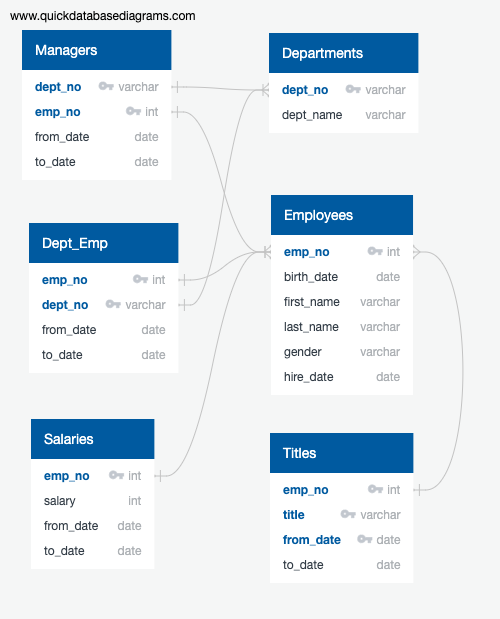 www.quickdatabasediagrams.com
Managers
dept_no varchar
emp_no int
from_date date
to_date date
Departments
dept_no varchar
dept_name varchar
Dept_Emp
emp_no int
dept_no varchar
from_date date
to_date date
Employees
emp_no int
birth_date date
first_name varchar
last_name varchar
gender varchar
hire_date date
Salaries
emp_no int
salary int
from_date date
to_date date
Titles
emp_no int
title varchar
from_date date
to_date date